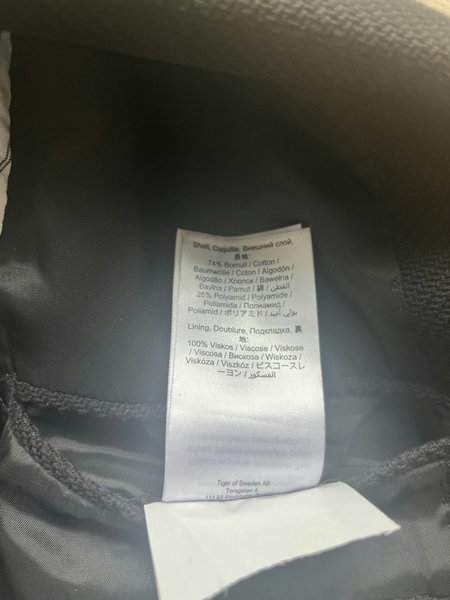 Shell, Coquille, Внешний слой,
表地:
74% Bomull / Cotton /
Baumwolle / Coton / Algodón /
Algodão / Хлопок / Bawełna /
Bavlna / Pamut / 綿 / القطن
26% Polyamid / Polyamide /
Poliamida / Полиамид /
Poliamid / ポリアミド / بولي أميد
Lining, Doublure, Подкладка, 裏
地:
100% Viskos / Viscose / Viskose
/ Viscosa / Вискоза / Wiskoza /
Viskóza / Viszkóz / ビスコースレ
ーヨン / الفسكوز
Tiger of Sweden AB
Torsgatan 4